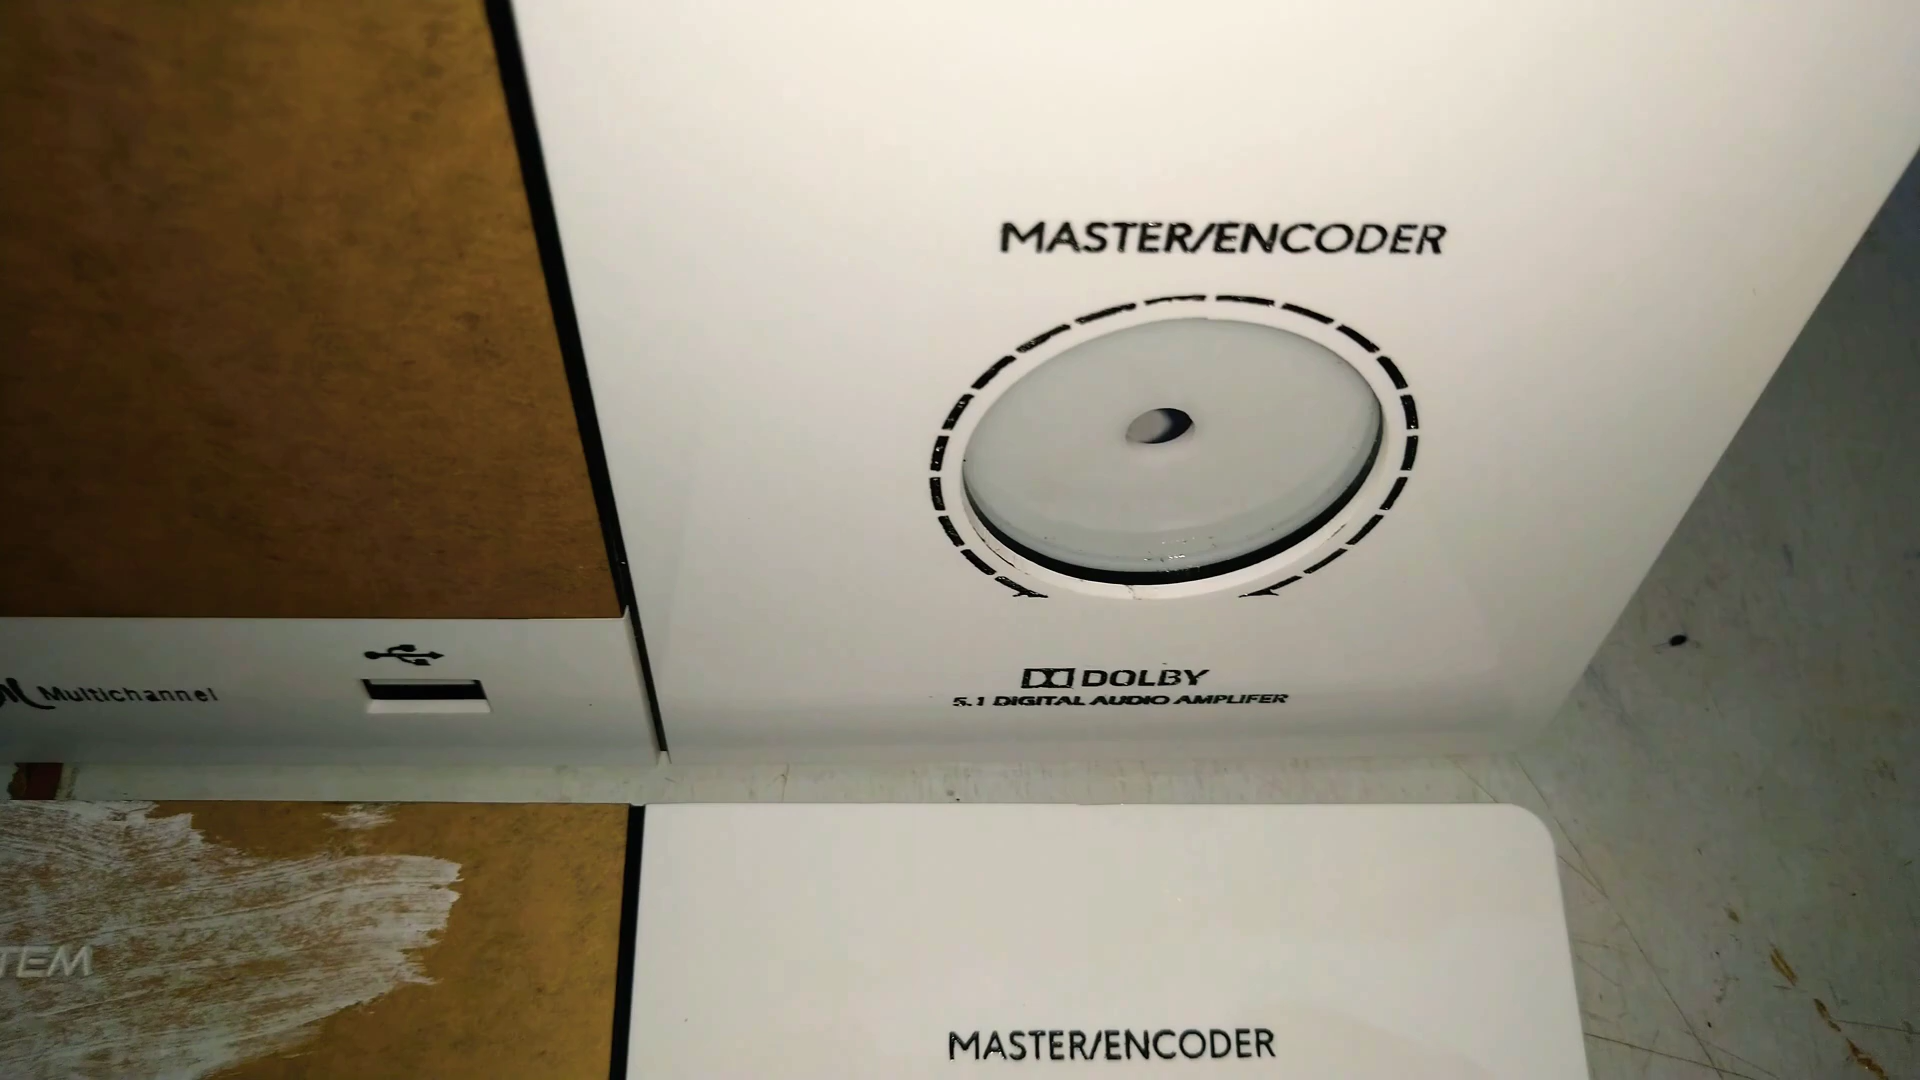 MASTER/ENCODER
Multichannel
DOLBY
5.1 DIGITAL AUDIO AMPLIFER
TEM
MASTER/ENCODER